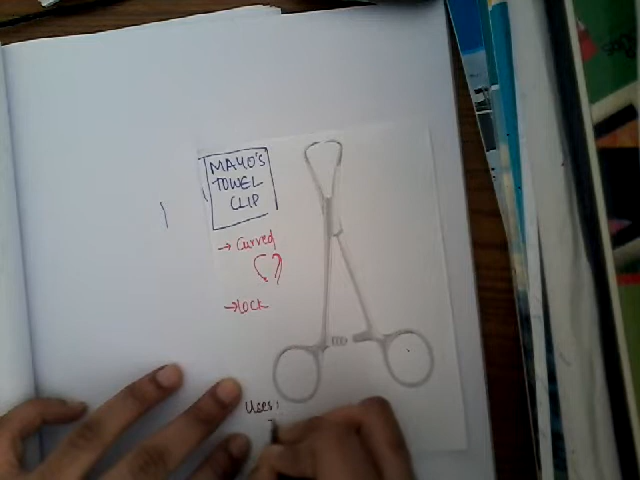 MAYO'S
TOWEL
CLIP
→ Curved
→ Lock
Uses: